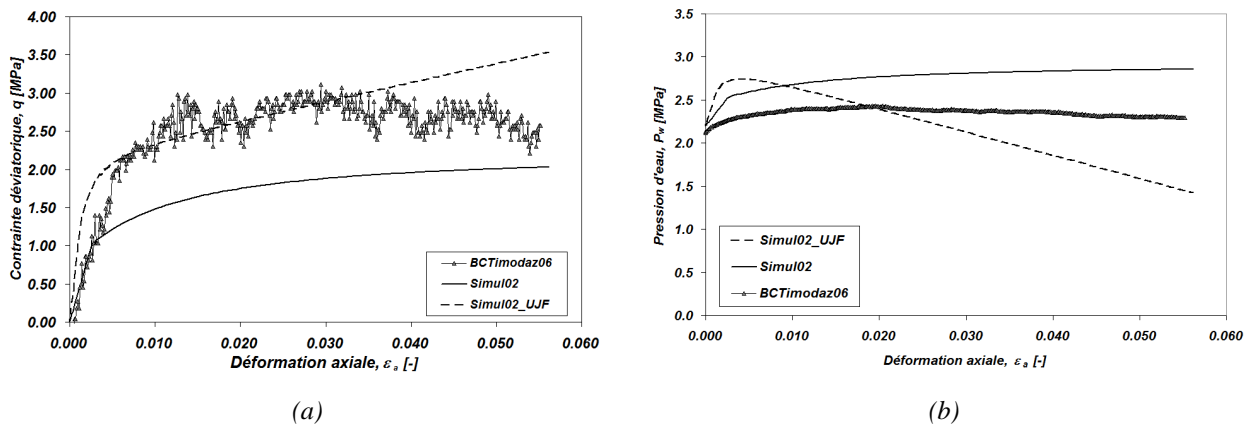 4.00
3.50
3.00
2.50
2.00
1.50
1.00
0.50
0.00
Contrainte déviatorique, q [MPa]
0.000 0.010 0.020 0.030 0.040 0.050 0.060
Déformation axiale, ε a [-]
BCTimodaz06
Simul02
Simul02_UJF
(a)
3.5
3.0
2.5
2.0
1.5
1.0
0.5
0.0
Pression d'eau, Pw [MPa]
0.000 0.010 0.020 0.030 0.040 0.050 0.060
Déformation axiale, ε a [-]
Simul02_UJF
Simul02
BCTimodaz06
(b)